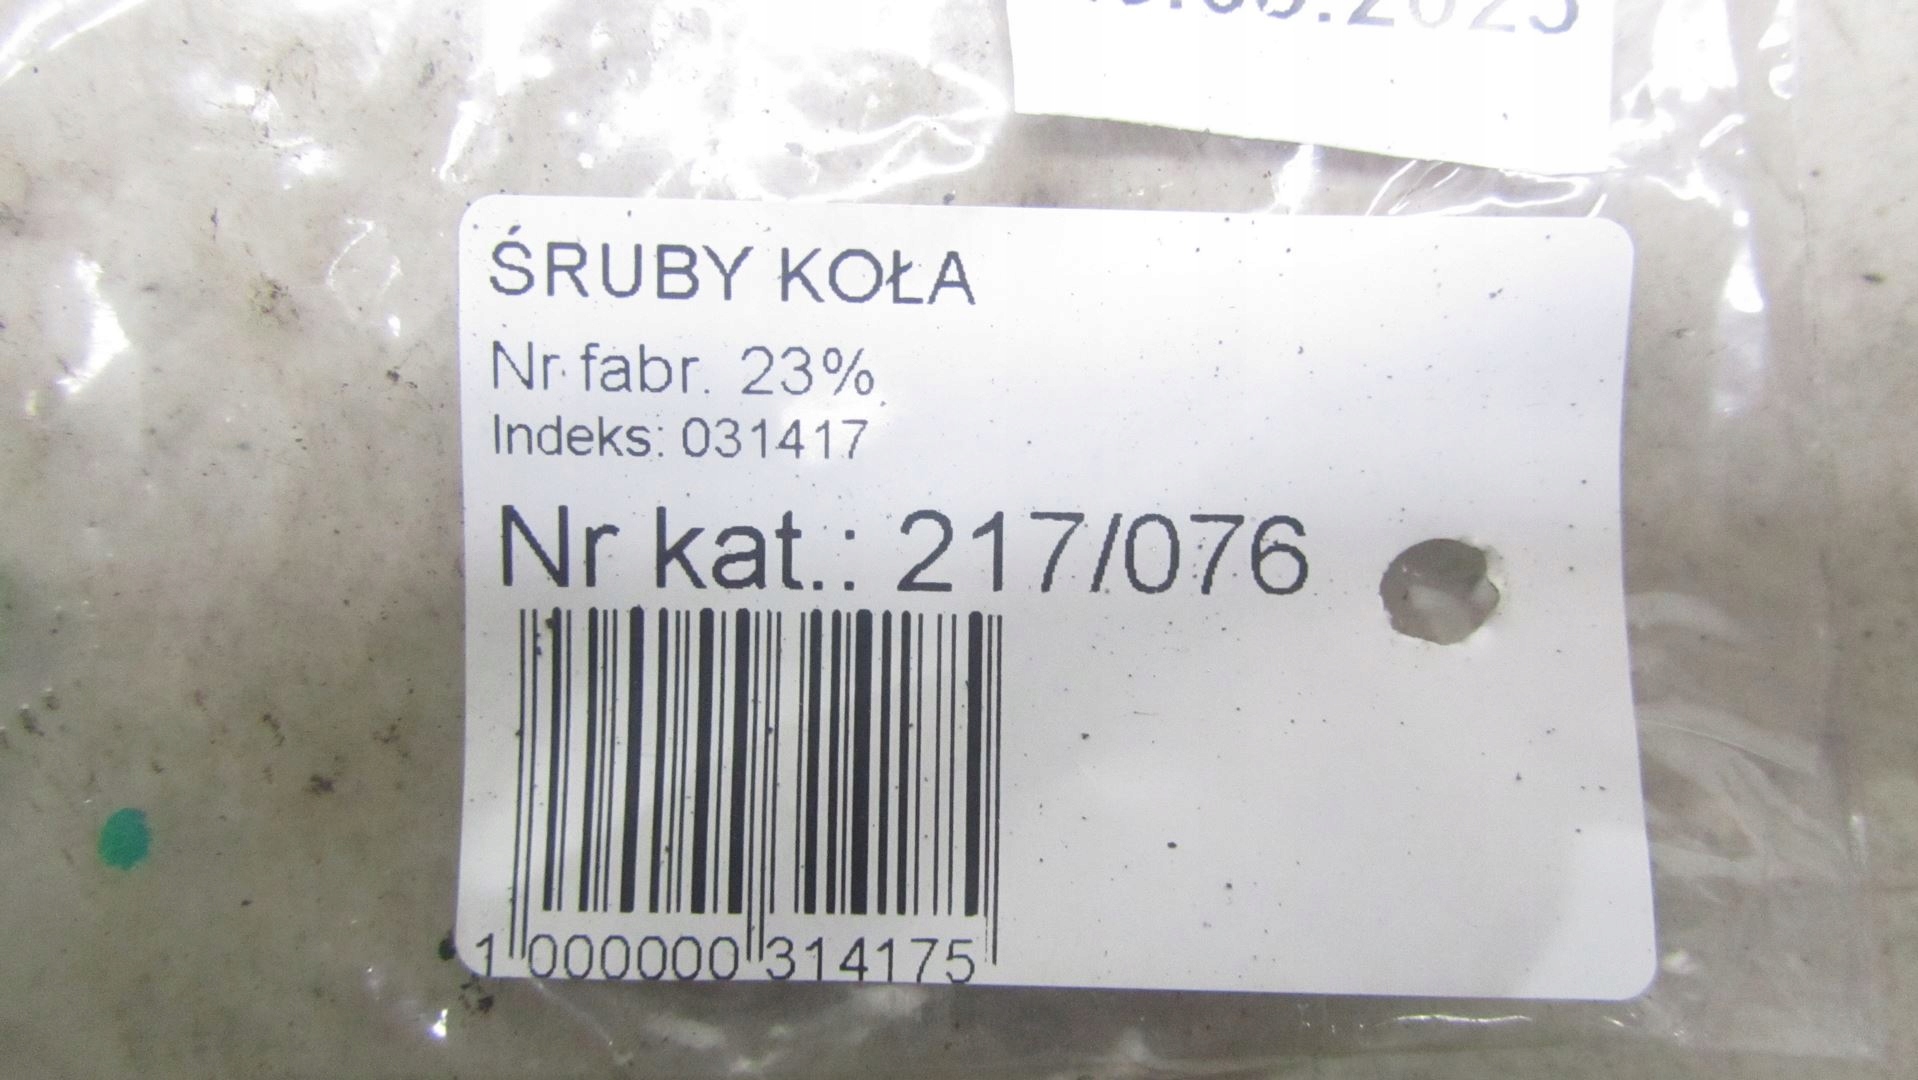 ŚRUBY KOŁA
Nr fabr. 23%
Indeks: 031417
Nr kat.: 217/076
1 000000 314175